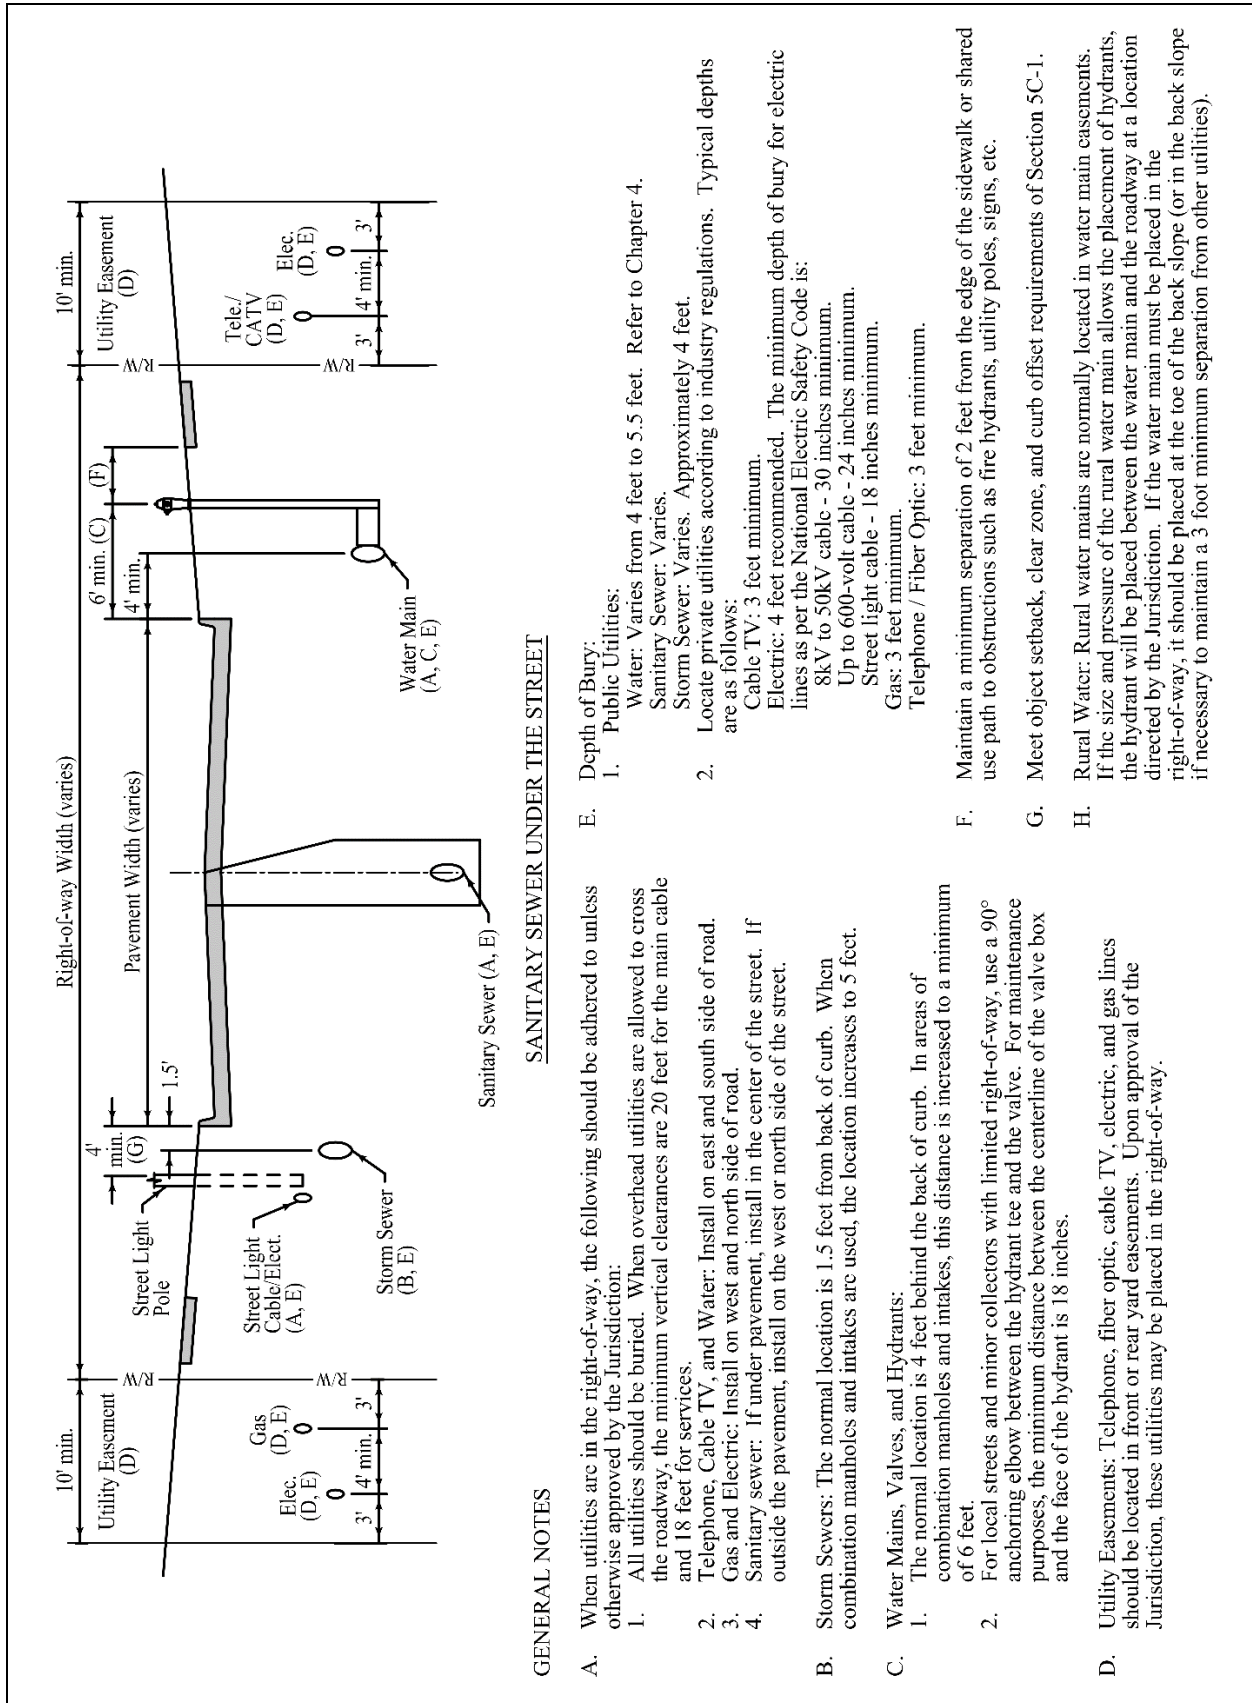 Right-of-way Width (varies)
10' min.
10' min.
Pavement Width (varies)
Utility Easement
(D)
Utility Easement
(D)
R/W
R/W
R/W
R/W
4'
min.
(G)
1.5'
6' min. (C)
(F)
4' min.
Street Light
Pole
Street Light
Cable/Elect.
(A, E)
Storm Sewer
(B, E)
Elec.
(D, E)
Gas
(D, E)
3'
4' min.
3'
Sanitary Sewer (A, E)
Water Main
(A, C, E)
Tele./
CATV
(D, E)
Elec.
(D, E)
3'
4' min.
3'
SANITARY SEWER UNDER THE STREET
GENERAL NOTES
A. When utilities are in the right-of-way, the following should be adhered to unless
otherwise approved by the Jurisdiction:
1. All utilities should be buried. When overhead utilities are allowed to cross
the roadway, the minimum vertical clearances are 20 feet for the main cable
and 18 feet for services.
2. Telephone, Cable TV, and Water: Install on east and south side of road.
3. Gas and Electric: Install on west and north side of road.
4. Sanitary sewer: If under pavement, install in the center of the street. If
outside the pavement, install on the west or north side of the street.
B. Storm Sewers: The normal location is 1.5 feet from back of curb. When
combination manholes and intakes are used, the location increases to 5 feet.
C. Water Mains, Valves, and Hydrants:
1. The normal location is 4 feet behind the back of curb. In areas of
combination manholes and intakes, this distance is increased to a minimum
of 6 feet.
2. For local streets and minor collectors with limited right-of-way, use a 90°
anchoring elbow between the hydrant tee and the valve. For maintenance
purposes, the minimum distance between the centerline of the valve box
and the face of the hydrant is 18 inches.
D. Utility Easements: Telephone, fiber optic, cable TV, electric, and gas lines
should be located in front or rear yard easements. Upon approval of the
Jurisdiction, these utilities may be placed in the right-of-way.
E. Depth of Bury:
1. Public Utilities:
Water: Varies from 4 feet to 5.5 feet. Refer to Chapter 4.
Sanitary Sewer: Varies.
Storm Sewer: Varies. Approximately 4 feet.
2. Locate private utilities according to industry regulations. Typical depths
are as follows:
Cable TV: 3 feet minimum.
Electric: 4 feet recommended. The minimum depth of bury for electric
lines as per the National Electric Safety Code is:
8kV to 50kV cable - 30 inches minimum.
Up to 600-volt cable - 24 inches minimum.
Street light cable - 18 inches minimum.
Gas: 3 feet minimum.
Telephone / Fiber Optic: 3 feet minimum.
F. Maintain a minimum separation of 2 feet from the edge of the sidewalk or shared
use path to obstructions such as fire hydrants, utility poles, signs, etc.
G. Meet object setback, clear zone, and curb offset requirements of Section 5C-1.
H. Rural Water: Rural water mains are normally located in water main easements.
If the size and pressure of the rural water main allows the placement of hydrants,
the hydrant will be placed between the water main and the roadway at a location
directed by the Jurisdiction. If the water main must be placed in the
right-of-way, it should be placed at the toe of the back slope (or in the back slope
if necessary to maintain a 3 foot minimum separation from other utilities).